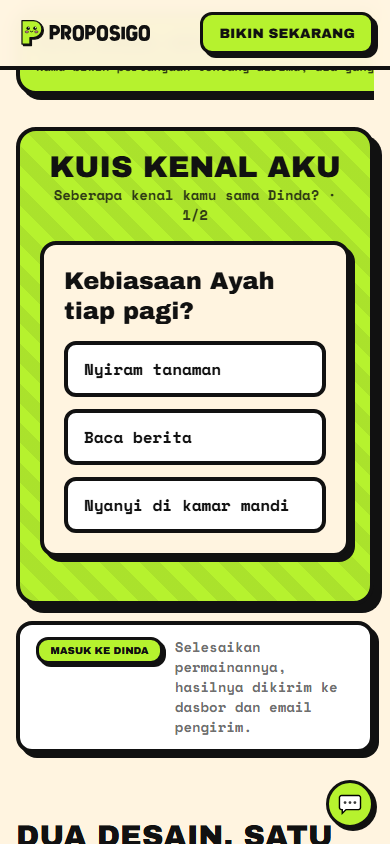 PROPOSIGO
BIKIN SEKARANG
KUIS KENAL AKU
Seberapa kenal kamu sama Dinda? ·
1/2
Kebiasaan Ayah
tiap pagi?
Nyiram tanaman
Baca berita
Nyanyi di kamar mandi
MASUK KE DINDA
Selesaikan
permainannya,
hasilnya dikirim ke
dasbor dan email
pengirim.
DUA DESAIN, SATU